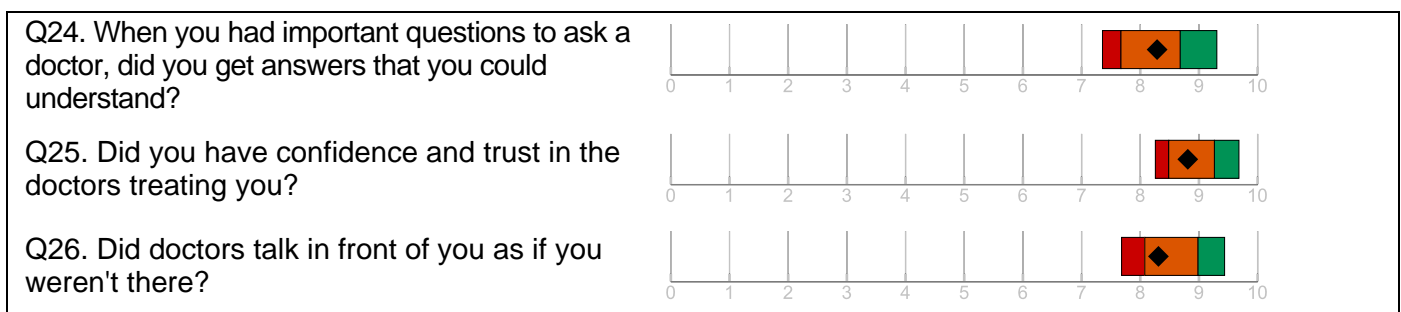 Q24. When you had important questions to ask a
doctor, did you get answers that you could
understand?
0 1 2 3 4 5 6 7 8 9 10
Q25. Did you have confidence and trust in the
doctors treating you?
0 1 2 3 4 5 6 7 8 9 10
Q26. Did doctors talk in front of you as if you
weren't there?
0 1 2 3 4 5 6 7 8 9 10